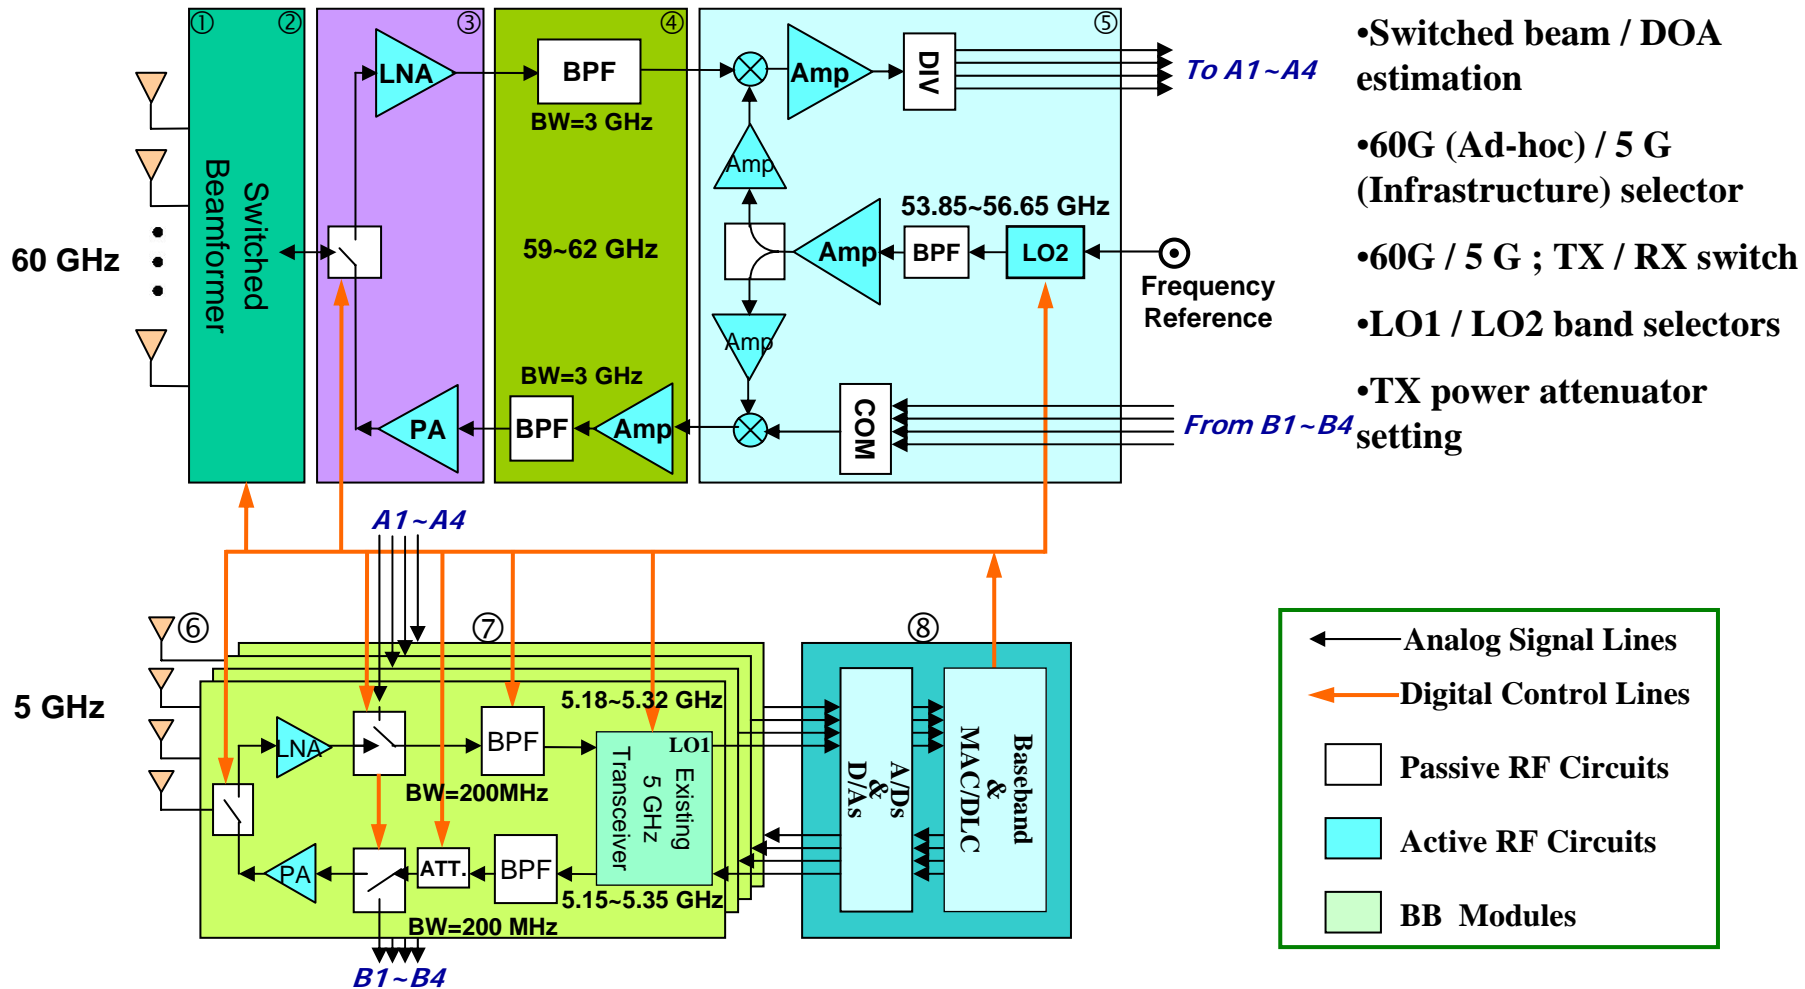 ① ② ③ ④ ⑤
LNA
BPF
BW=3 GHz
Amp
DIV
To A1~A4
Amp
Switched
Beamformer
60 GHz
59~62 GHz
Amp
BPF
53.85~56.65 GHz
LO2
Frequency
Reference
Amp
BW=3 GHz
PA
BPF
Amp
COM
From B1~B4
•Switched beam / DOA
estimation
•60G (Ad-hoc) / 5 G
(Infrastructure) selector
•60G / 5 G ; TX / RX switch
•LO1 / LO2 band selectors
•TX power attenuator
setting
A1~A4
⑥ ⑦ ⑧
5 GHz
LNA
BPF
BW=200MHz
5.18~5.32 GHz
LO1
Existing
5 GHz
Transceiver
PA
ATT.
BPF
5.15~5.35 GHz
BW=200 MHz
B1~B4
A/Ds
&
D/As
Baseband
&
MAC/DLC
Analog Signal Lines
Digital Control Lines
Passive RF Circuits
Active RF Circuits
BB Modules